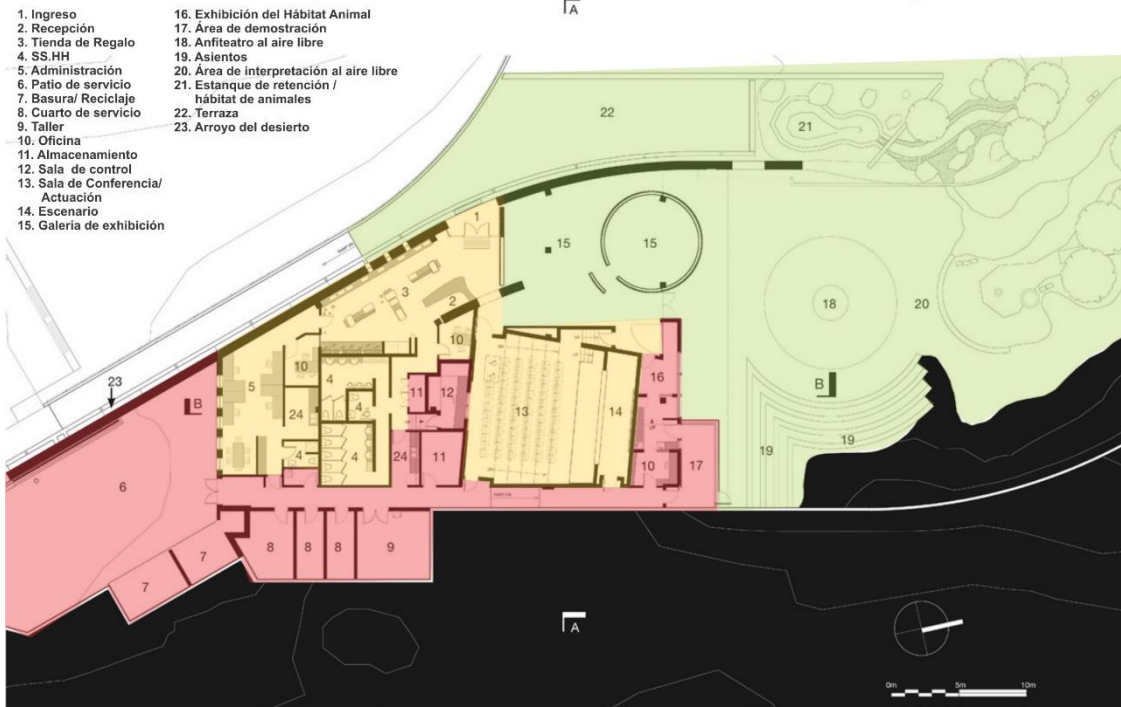 1. Ingreso
2. Recepción
3. Tienda de Regalo
4. SS.HH
5. Administración
6. Patio de servicio
7. Basura/ Reciclaje
8. Cuarto de servicio
9. Taller
10. Oficina
11. Almacenamiento
12. Sala de control
13. Sala de Conferencia/
Actuación
14. Escenario
15. Galería de exhibición
16. Exhibición del Hábitat Animal
17. Área de demostración
18. Anfiteatro al aire libre
19. Asientos
20. Área de interpretación al aire libre
21. Estanque de retención /
hábitat de animales
22. Terraza
23. Arroyo del desierto
A
22
21
1
15
15
3
2
18
20
10
10
5
4
11
12
16
23
B
B
4
24
13
14
19
19
4
4
24
11
10
17
6
8
8
8
9
7
7
A
0m
5m
10m